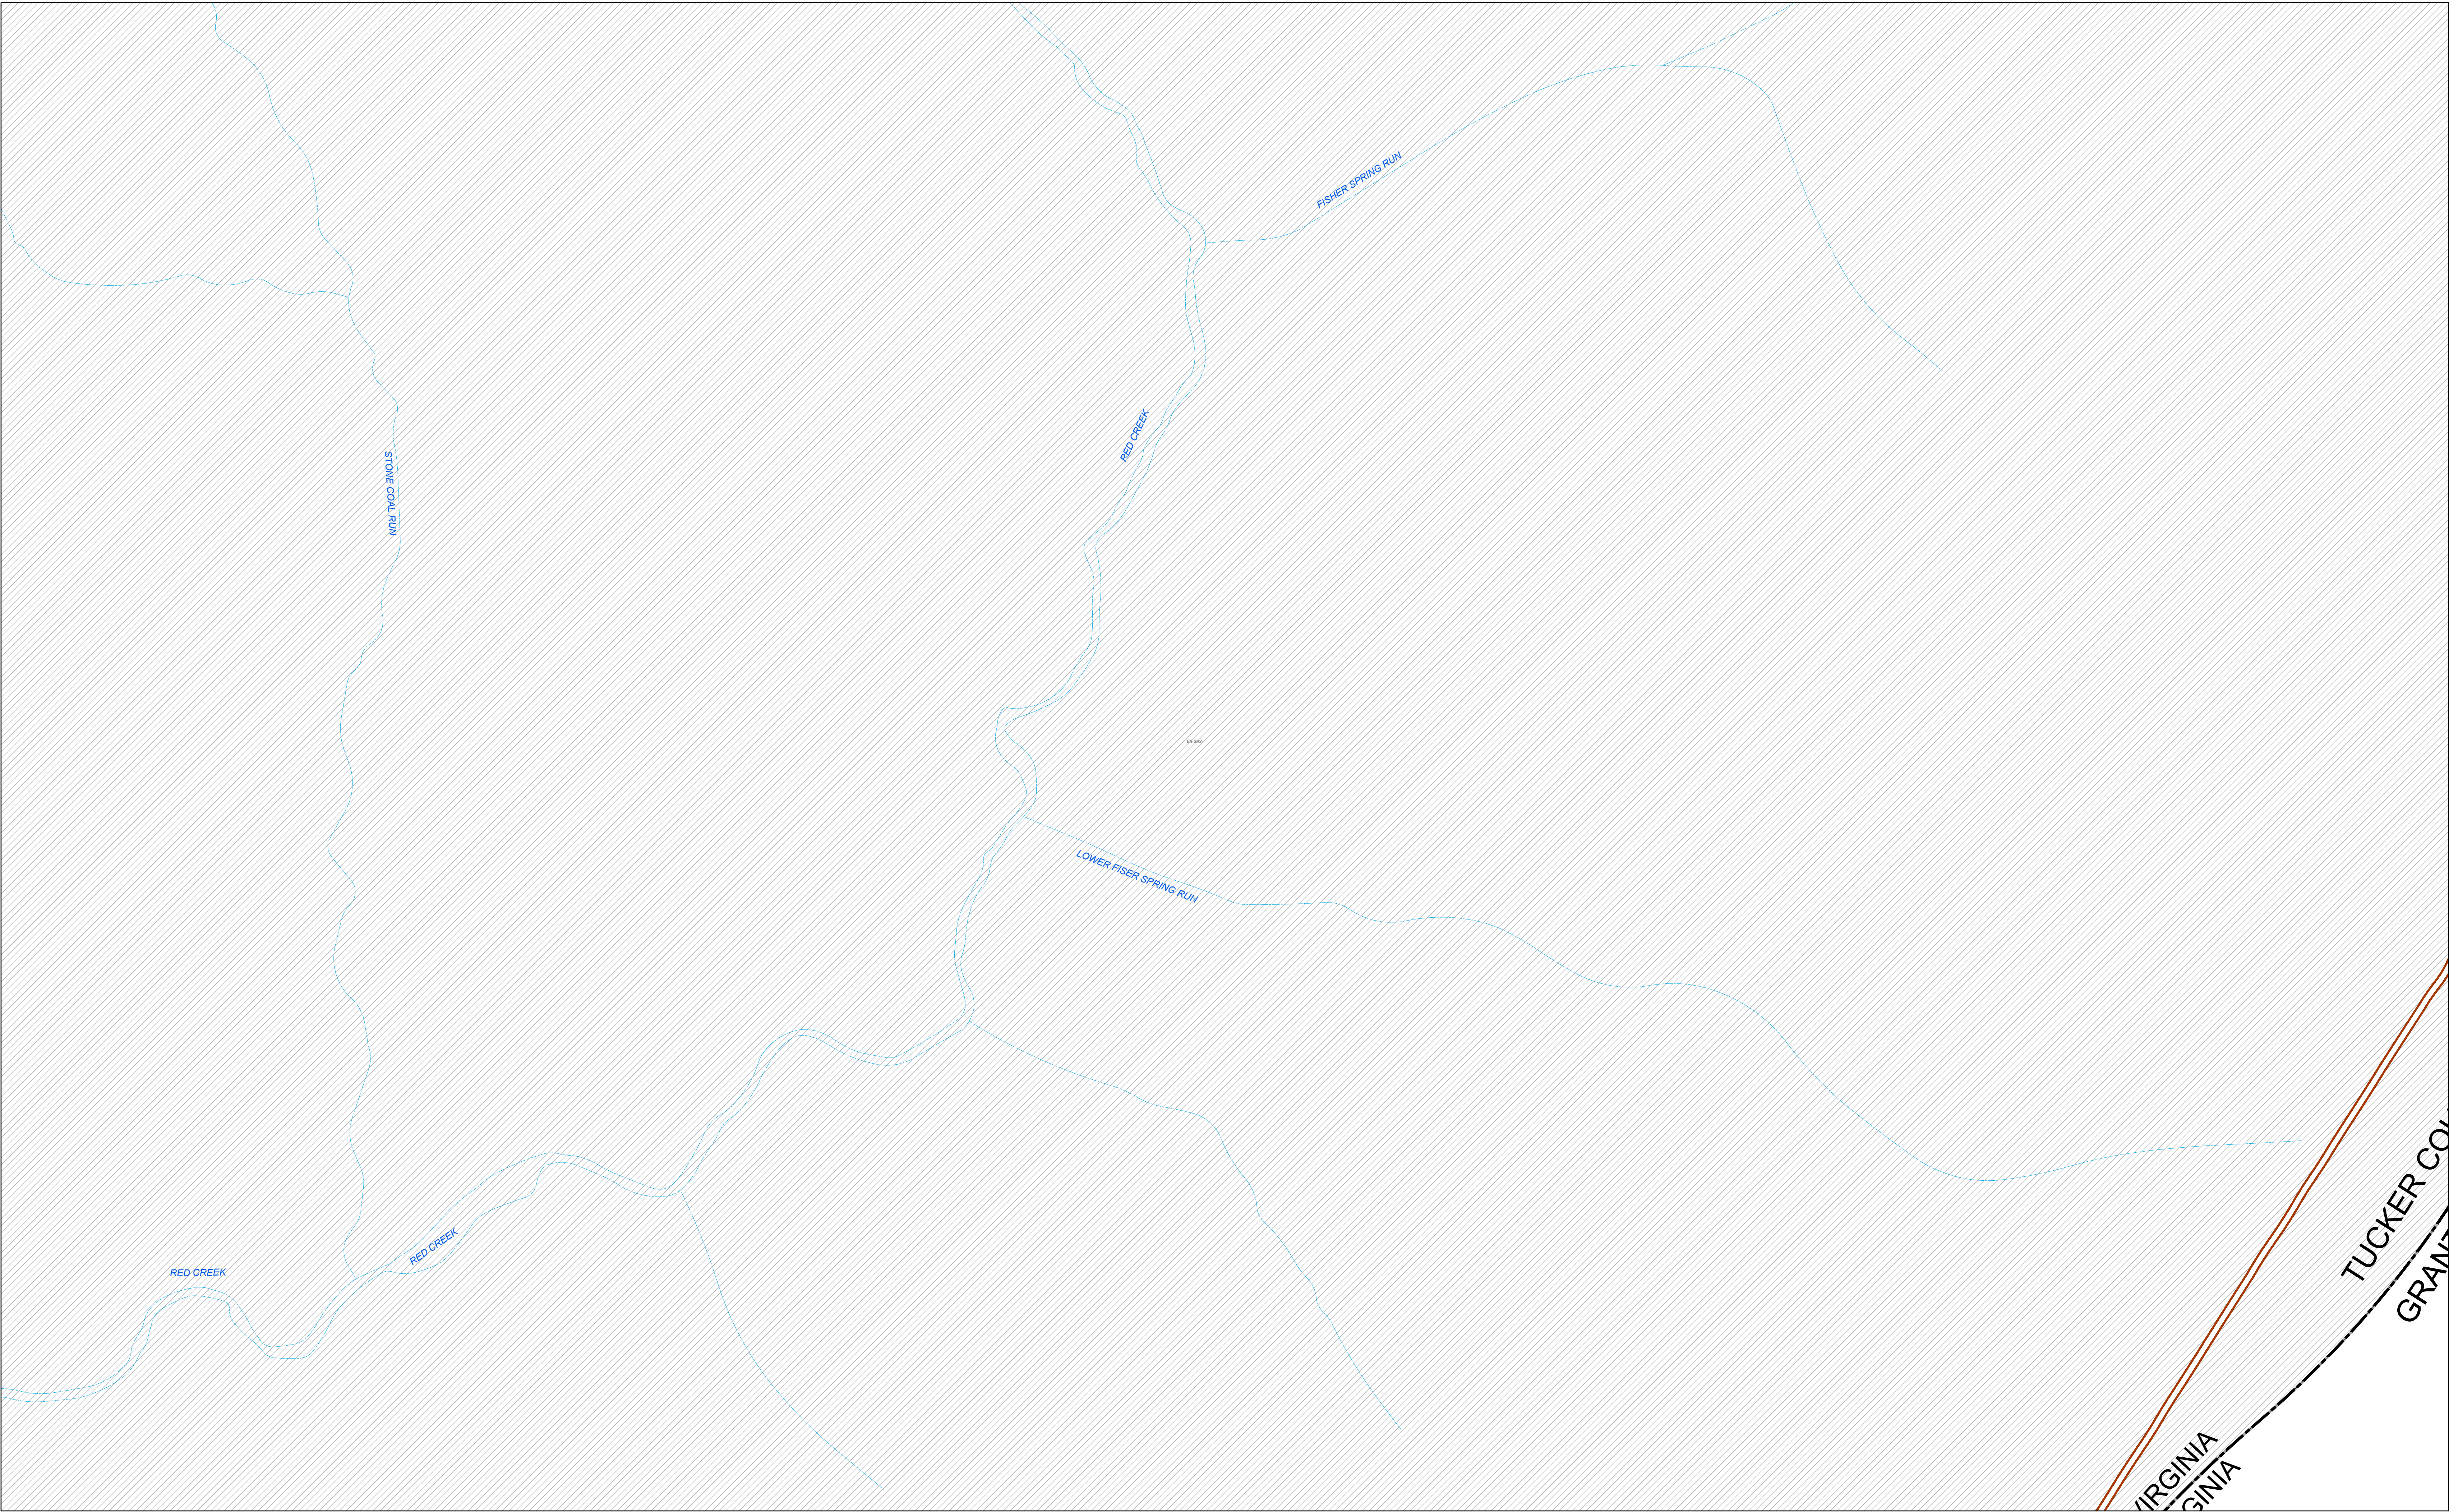 FISHER SPRING RUN
RED CREEK
STONE COAL RUN
LOWER FISER SPRING RUN
RED CREEK
RED CREEK
TUCKER COU
GRANT
VIRGINIA
GINIA